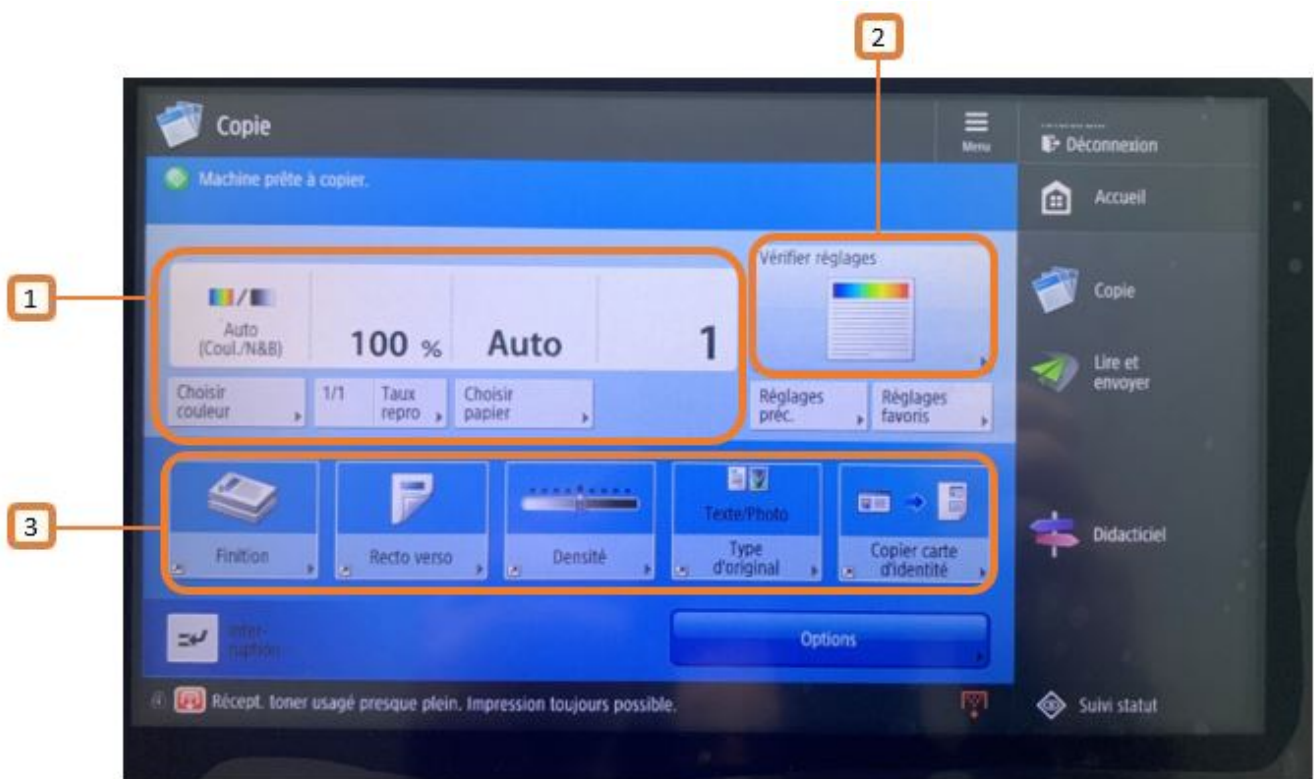 2
Copie
Menu
Déconnexion
Machine prête à copier.
Accueil
1
Vérifier réglages
Auto
(Coul./N&B)
100 %
Auto
1
Copie
Lire et
envoyer
Choisir
couleur
1/1
Taux
repro
Choisir
papier
Réglages
préc.
Réglages
favoris
3
Texte/Photo
Finition
Recto verso
Densité
Type
d'original
Copier carte
d'identité
Didacticiel
Inter-
ruption
Options
Récept. toner usagé presque plein. Impression toujours possible.
Suivi statut